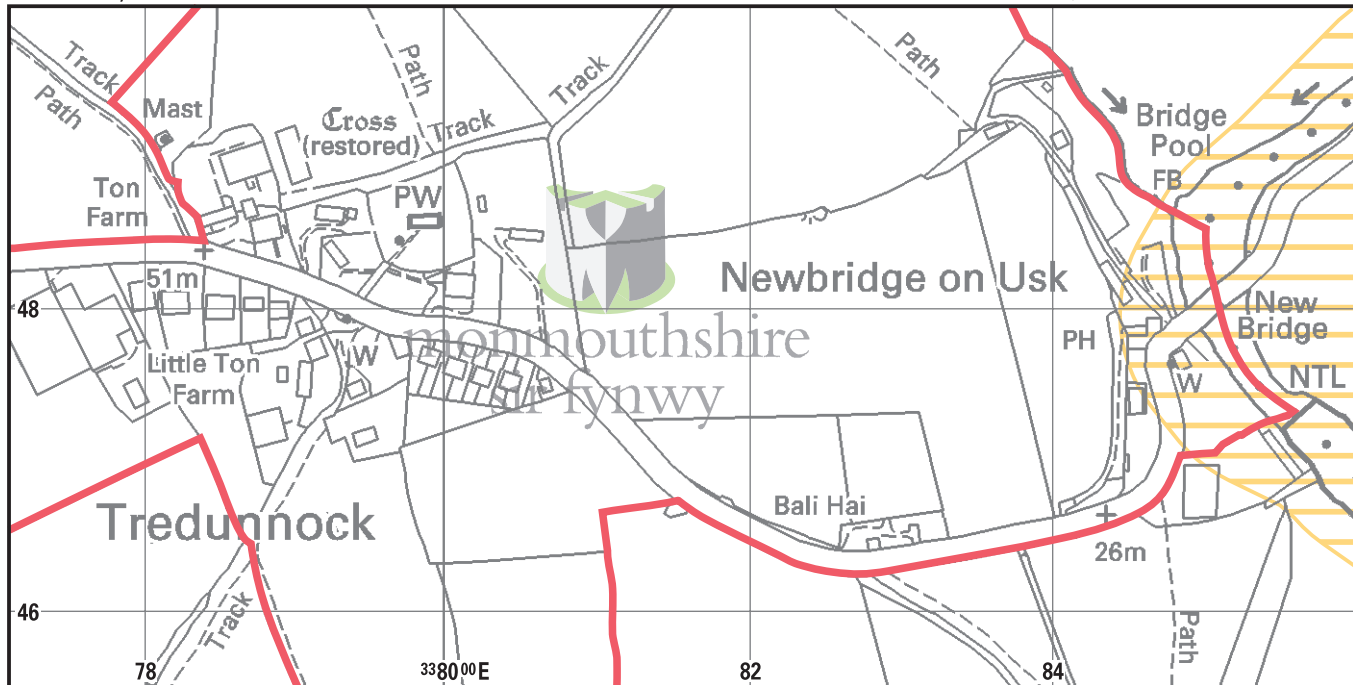 Track
Path
Mast
Cross
(restored)
Track
Path
Track
Path
Bridge
Pool
FB
Ton
Farm
PW
51m
Newbridge on Usk
48
monmouthshire
sir fynwy
Little Ton
Farm
W
PH
New
Bridge
W
NTL
Tredunnock
Bali Hai
26m
46
Track
Path
78
3380 00 E
82
84